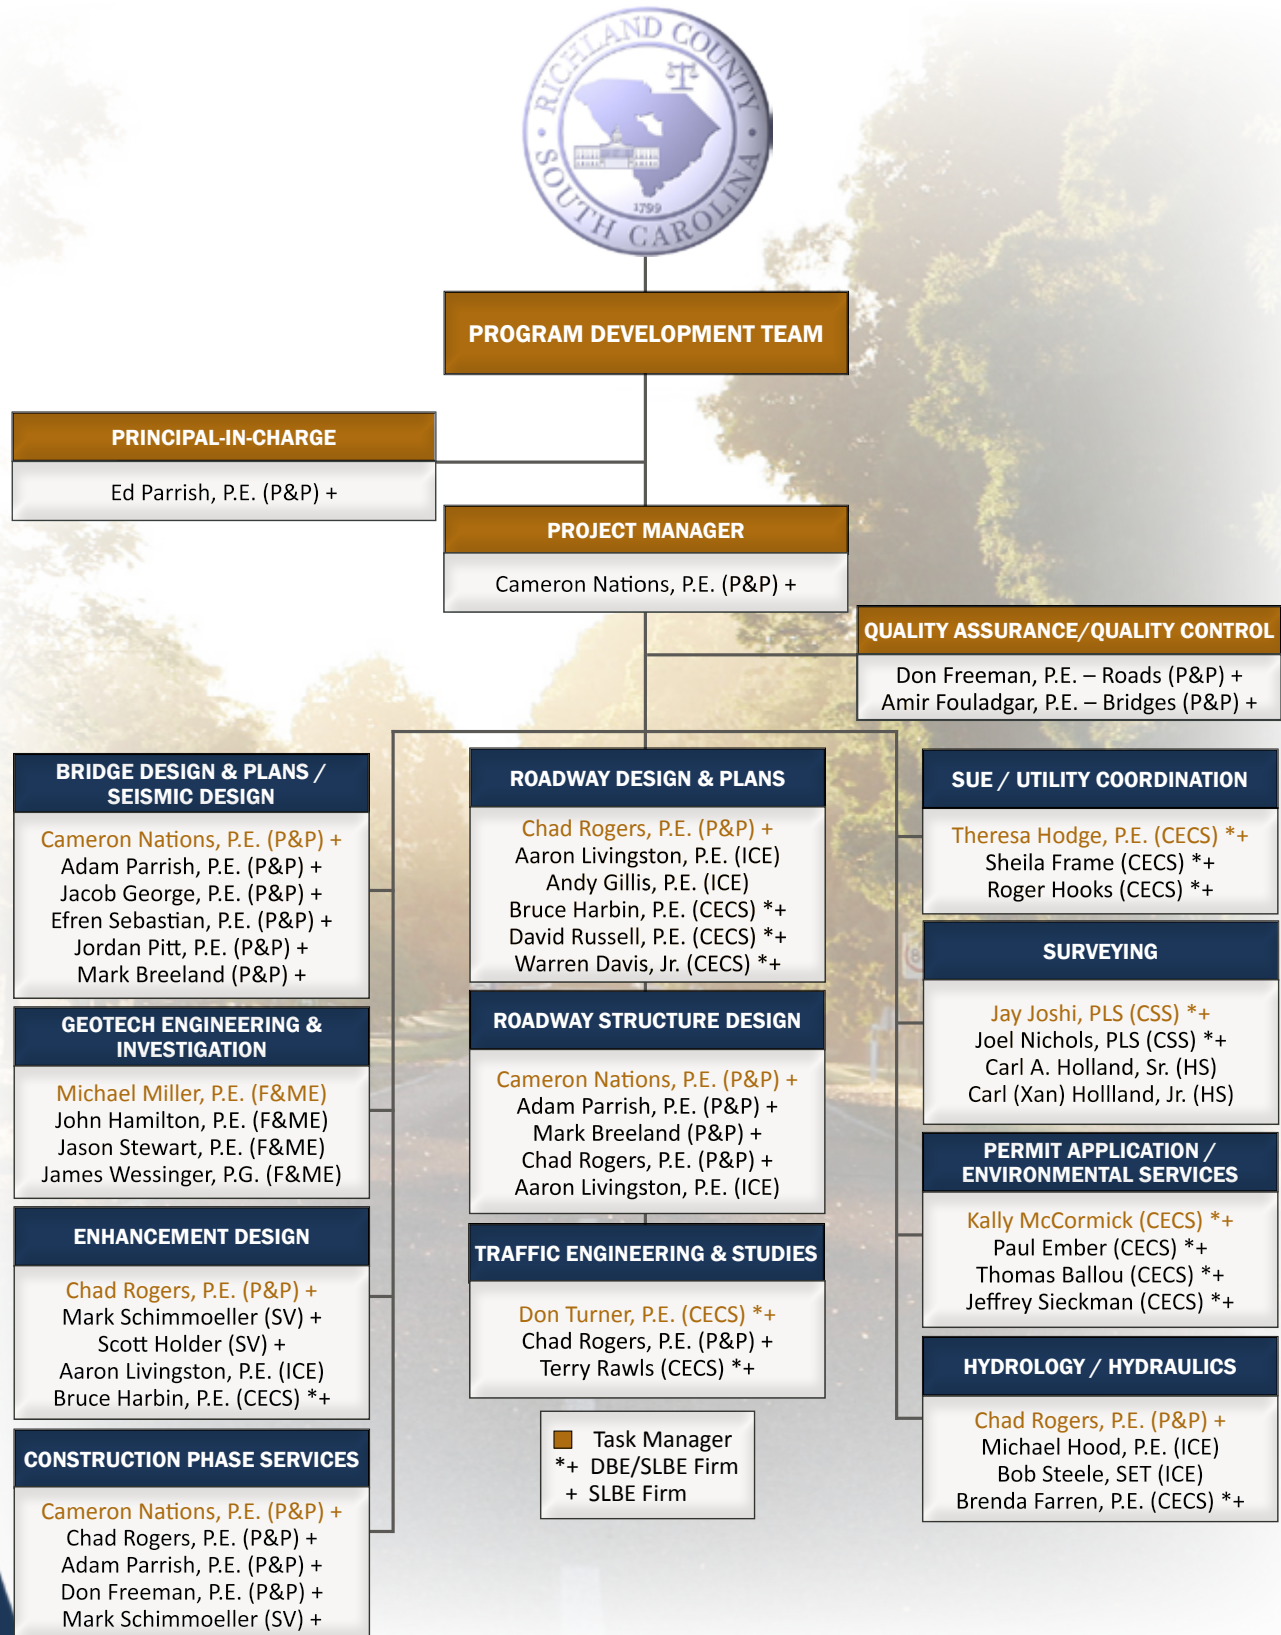 RICHLAND COUNTY
SOUTH CAROLINA
1799
PROGRAM DEVELOPMENT TEAM
PRINCIPAL-IN-CHARGE
Ed Parrish, P.E. (P&P) +
PROJECT MANAGER
Cameron Nations, P.E. (P&P) +
QUALITY ASSURANCE/QUALITY CONTROL
Don Freeman, P.E. – Roads (P&P) +
Amir Fouladgar, P.E. – Bridges (P&P) +
BRIDGE DESIGN & PLANS /
SEISMIC DESIGN
Cameron Nations, P.E. (P&P) +
Adam Parrish, P.E. (P&P) +
Jacob George, P.E. (P&P) +
Efren Sebastian, P.E. (P&P) +
Jordan Pitt, P.E. (P&P) +
Mark Breeland (P&P) +
GEOTECH ENGINEERING &
INVESTIGATION
Michael Miller, P.E. (F&ME)
John Hamilton, P.E. (F&ME)
Jason Stewart, P.E. (F&ME)
James Wessinger, P.G. (F&ME)
ENHANCEMENT DESIGN
Chad Rogers, P.E. (P&P) +
Mark Schimmoeller (SV) +
Scott Holder (SV) +
Aaron Livingston, P.E. (ICE)
Bruce Harbin, P.E. (CECS) *+
CONSTRUCTION PHASE SERVICES
Cameron Nations, P.E. (P&P) +
Chad Rogers, P.E. (P&P) +
Adam Parrish, P.E. (P&P) +
Don Freeman, P.E. (P&P) +
Mark Schimmoeller (SV) +
ROADWAY DESIGN & PLANS
Chad Rogers, P.E. (P&P) +
Aaron Livingston, P.E. (ICE)
Andy Gillis, P.E. (ICE)
Bruce Harbin, P.E. (CECS) *+
David Russell, P.E. (CECS) *+
Warren Davis, Jr. (CECS) *+
ROADWAY STRUCTURE DESIGN
Cameron Nations, P.E. (P&P) +
Adam Parrish, P.E. (P&P) +
Mark Breeland (P&P) +
Chad Rogers, P.E. (P&P) +
Aaron Livingston, P.E. (ICE)
TRAFFIC ENGINEERING & STUDIES
Don Turner, P.E. (CECS) *+
Chad Rogers, P.E. (P&P) +
Terry Rawls (CECS) *+
Task Manager
*+ DBE/SLBE Firm
+ SLBE Firm
SUE / UTILITY COORDINATION
Theresa Hodge, P.E. (CECS) *+
Sheila Frame (CECS) *+
Roger Hooks (CECS) *+
SURVEYING
Jay Joshi, PLS (CSS) *+
Joel Nichols, PLS (CSS) *+
Carl A. Holland, Sr. (HS)
Carl (Xan) Hollland, Jr. (HS)
PERMIT APPLICATION /
ENVIRONMENTAL SERVICES
Kally McCormick (CECS) *+
Paul Ember (CECS) *+
Thomas Ballou (CECS) *+
Jeffrey Sieckman (CECS) *+
HYDROLOGY / HYDRAULICS
Chad Rogers, P.E. (P&P) +
Michael Hood, P.E. (ICE)
Bob Steele, SET (ICE)
Brenda Farren, P.E. (CECS) *+